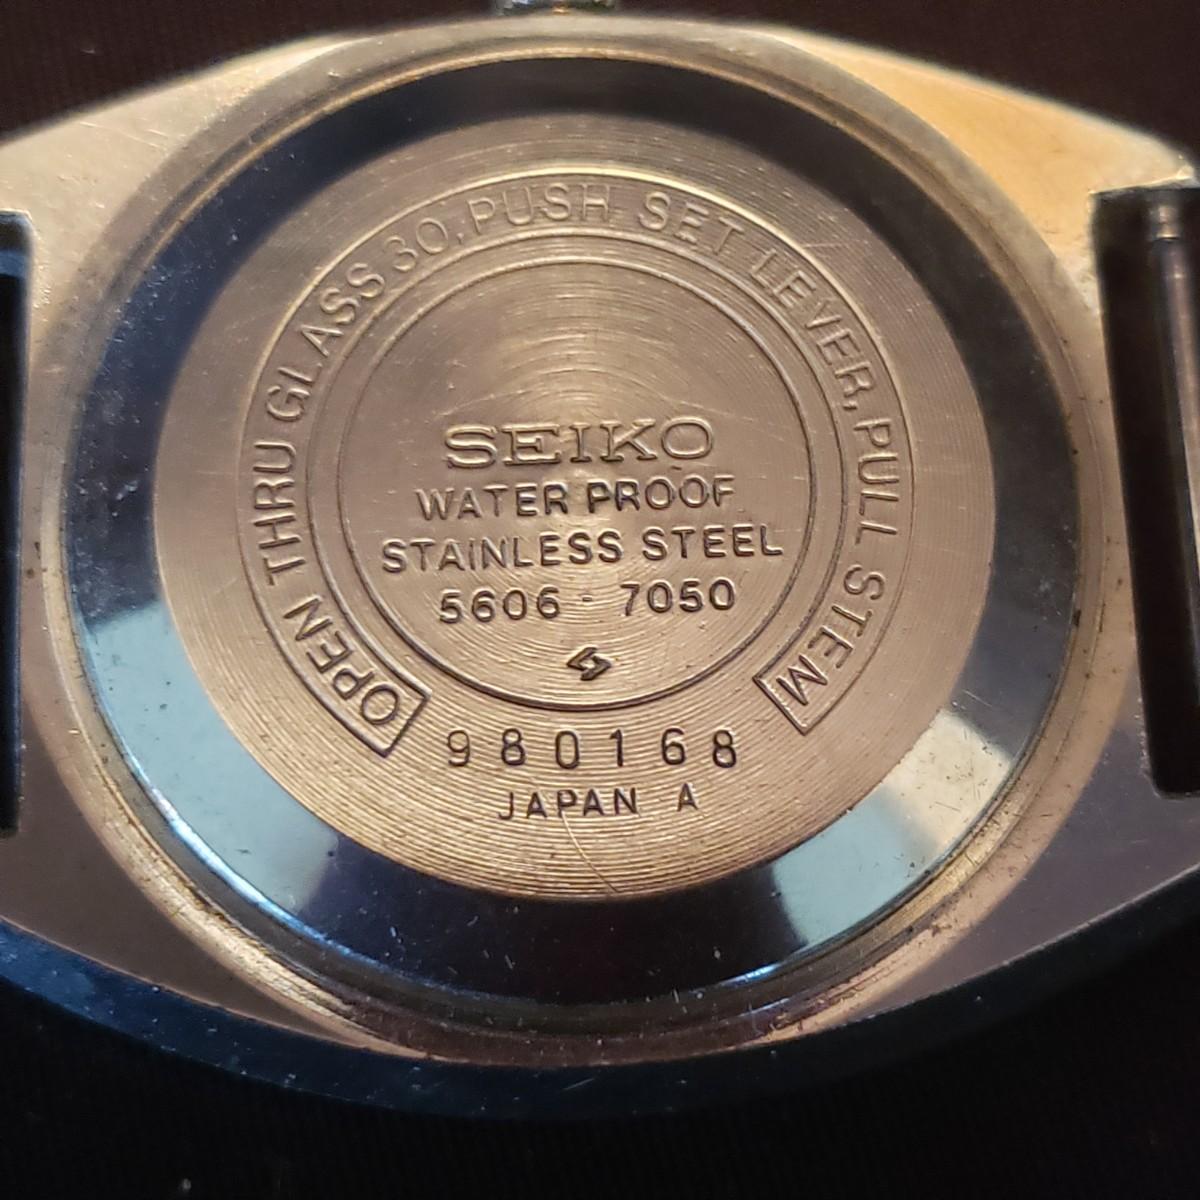 OPEN THRU GLASS 30, PUSH SET LEVER, PULL STEM
SEIKO
WATER PROOF
STAINLESS STEEL
5606-7050
980168
JAPAN A